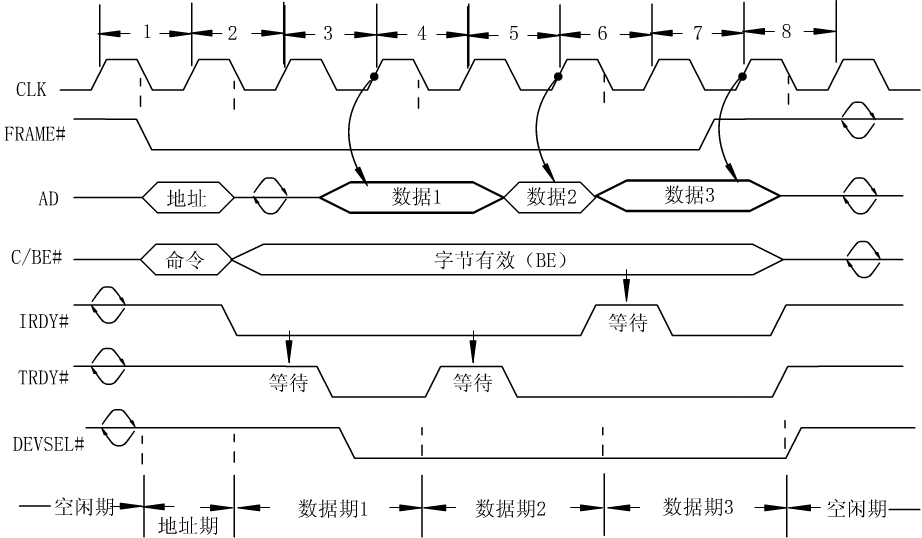 1 2 3 4 5 6 7 8
CLK
FRAME#
AD 地址 数据1 数据2 数据3
C/BE# 命令 字节有效（BE）
IRDY# 等待
TRDY# 等待 等待
DEVSEL#
空闲期 地址期 数据期1 数据期2 数据期3 空闲期